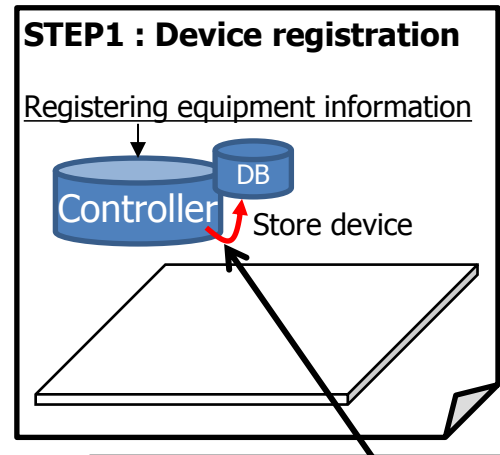 STEP1 : Device registration
Registering equipment information
DB
Controller
Store device